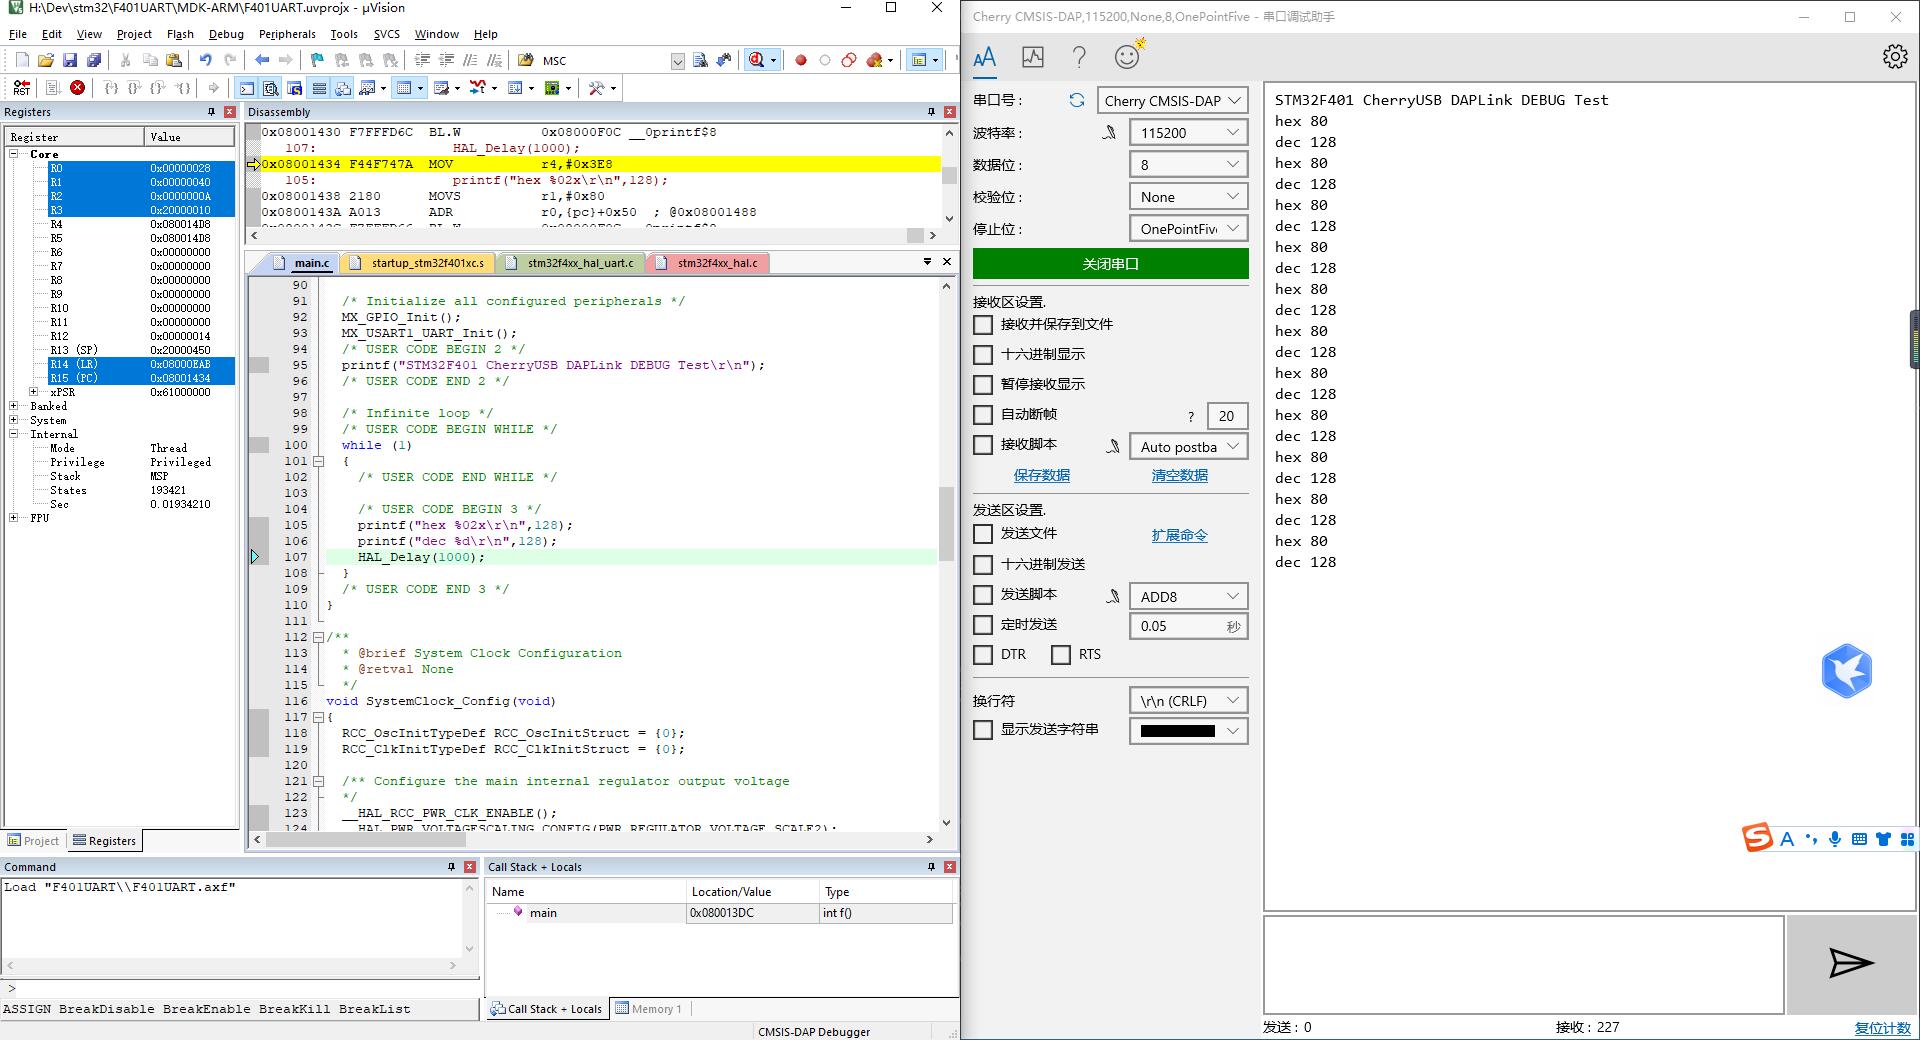 H:\Dev\stm32\F401UART\MDK-ARM\F401UART.uvprojx - µVision
File Edit View Project Flash Debug Peripherals Tools SVCS Window Help
MSC
RST
Registers
Register Value
Core
R0 0x00000028
R1 0x00000040
R2 0x0000000A
R3 0x20000010
R4 0x080014D8
R5 0x080014D8
R6 0x00000000
R7 0x00000000
R8 0x00000000
R9 0x00000000
R10 0x00000000
R11 0x00000000
R12 0x00000014
R13 (SP) 0x20000450
R14 (LR) 0x08000EAB
R15 (PC) 0x08001434
xPSR 0x61000000
Banked
System
Internal
Mode Thread
Privilege Privileged
Stack MSP
States 193421
Sec 0.01934210
FPU
Project Registers
Disassembly
0x08001430 F7FFFD6C BL.W 0x08000F0C __0printf$8
107: HAL_Delay(1000);
0x08001434 F44F747A MOV r4,#0x3E8
105: printf("hex %02x\r\n",128);
0x08001438 2180 MOVS r1,#0x80
0x0800143A A013 ADR r0,{pc}+0x50 ; @0x08001488
main.c startup_stm32f401xc.s stm32f4xx_hal_uart.c stm32f4xx_hal.c
90
91 /* Initialize all configured peripherals */
92 MX_GPIO_Init();
93 MX_USART1_UART_Init();
94 /* USER CODE BEGIN 2 */
95 printf("STM32F401 CherryUSB DAPLink DEBUG Test\r\n");
96 /* USER CODE END 2 */
97
98 /* Infinite loop */
99 /* USER CODE BEGIN WHILE */
100 while (1)
101 {
102 /* USER CODE END WHILE */
103
104 /* USER CODE BEGIN 3 */
105 printf("hex %02x\r\n",128);
106 printf("dec %d\r\n",128);
107 HAL_Delay(1000);
108 }
109 /* USER CODE END 3 */
110 }
111
112 /**
113 * @brief System Clock Configuration
114 * @retval None
115 */
116 void SystemClock_Config(void)
117 {
118 RCC_OscInitTypeDef RCC_OscInitStruct = {0};
119 RCC_ClkInitTypeDef RCC_ClkInitStruct = {0};
120
121 /** Configure the main internal regulator output voltage
122 */
123 __HAL_RCC_PWR_CLK_ENABLE();
124 __HAL_PWR_VOLTAGESCALING_CONFIG(PWR_REGULATOR_VOLTAGE_SCALE2);
Command
Load "F401UART\\F401UART.axf"
>
ASSIGN BreakDisable BreakEnable BreakKill BreakList
Call Stack + Locals
Name Location/Value Type
main 0x080013DC int f()
Call Stack + Locals Memory 1
CMSIS-DAP Debugger
Cherry CMSIS-DAP,115200,None,8,OnePointFive - 串口调试助手
串口号: Cherry CMSIS-DAP
波特率: 115200
数据位: 8
校验位: None
停止位: OnePointFiv
关闭串口
接收区设置.
接收并保存到文件
十六进制显示
暂停接收显示
自动断帧 ? 20
接收脚本 Auto postba
保存数据 清空数据
发送区设置.
发送文件 扩展命令
十六进制发送
发送脚本 ADD8
定时发送 0.05 秒
DTR RTS
换行符 \r\n (CRLF)
显示发送字符串
STM32F401 CherryUSB DAPLink DEBUG Test
hex 80
dec 128
hex 80
dec 128
hex 80
dec 128
hex 80
dec 128
hex 80
dec 128
hex 80
dec 128
hex 80
dec 128
hex 80
dec 128
hex 80
dec 128
hex 80
dec 128
hex 80
dec 128
发送: 0 接收: 227 复位计数